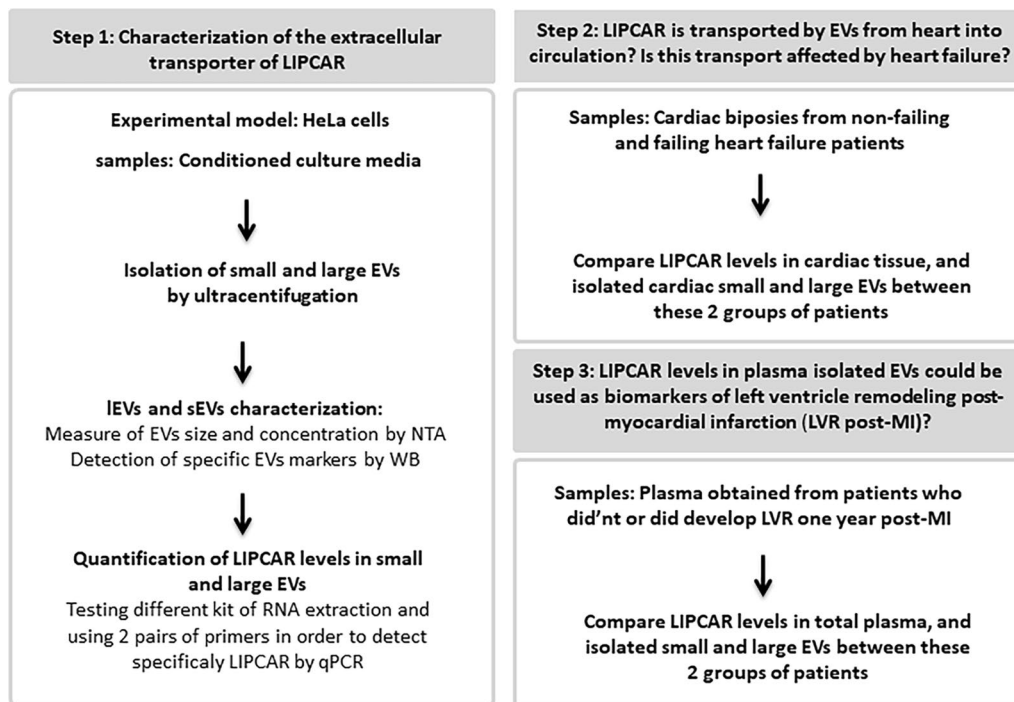 Step 1: Characterization of the extracellular
transporter of LIPCAR
Experimental model: HeLa cells
samples: Conditioned culture media
Isolation of small and large EVs
by ultracentifugation
lEVs and sEVs characterization:
Measure of EVs size and concentration by NTA
Detection of specific EVs markers by WB
Quantification of LIPCAR levels in small
and large EVs
Testing different kit of RNA extraction and
using 2 pairs of primers in order to detect
specificaly LIPCAR by qPCR
Step 2: LIPCAR is transported by EVs from heart into
circulation? Is this transport affected by heart failure?
Samples: Cardiac biposies from non-failing
and failing heart failure patients
Compare LIPCAR levels in cardiac tissue, and
isolated cardiac small and large EVs between
these 2 groups of patients
Step 3: LIPCAR levels in plasma isolated EVs could be
used as biomarkers of left ventricle remodeling post-
myocardial infarction (LVR post-MI)?
Samples: Plasma obtained from patients who
did'nt or did develop LVR one year post-MI
Compare LIPCAR levels in total plasma, and
isolated small and large EVs between these
2 groups of patients